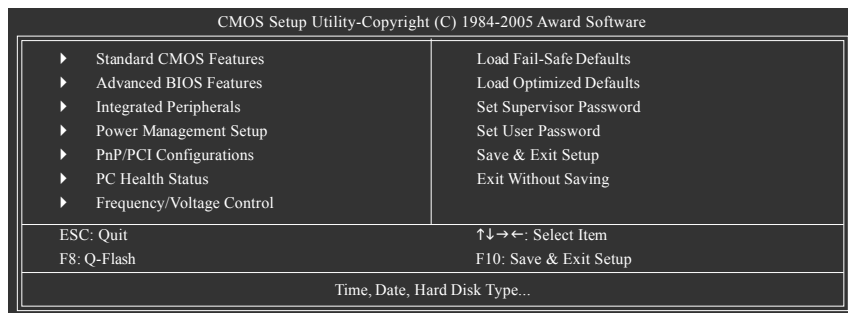 CMOS Setup Utility-Copyright (C) 1984-2005 Award Software
Standard CMOS Features
Advanced BIOS Features
Integrated Peripherals
Power Management Setup
PnP/PCI Configurations
PC Health Status
Frequency/Voltage Control
Load Fail-Safe Defaults
Load Optimized Defaults
Set Supervisor Password
Set User Password
Save & Exit Setup
Exit Without Saving
ESC: Quit
F8: Q-Flash
↑↓→←: Select Item
F10: Save & Exit Setup
Time, Date, Hard Disk Type...